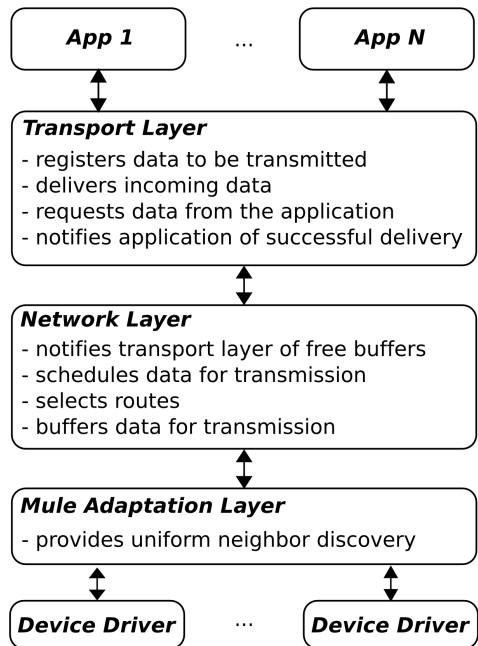 App 1 ... App N
Transport Layer
- registers data to be transmitted
- delivers incoming data
- requests data from the application
- notifies application of successful delivery
Network Layer
- notifies transport layer of free buffers
- schedules data for transmission
- selects routes
- buffers data for transmission
Mule Adaptation Layer
- provides uniform neighbor discovery
Device Driver ... Device Driver